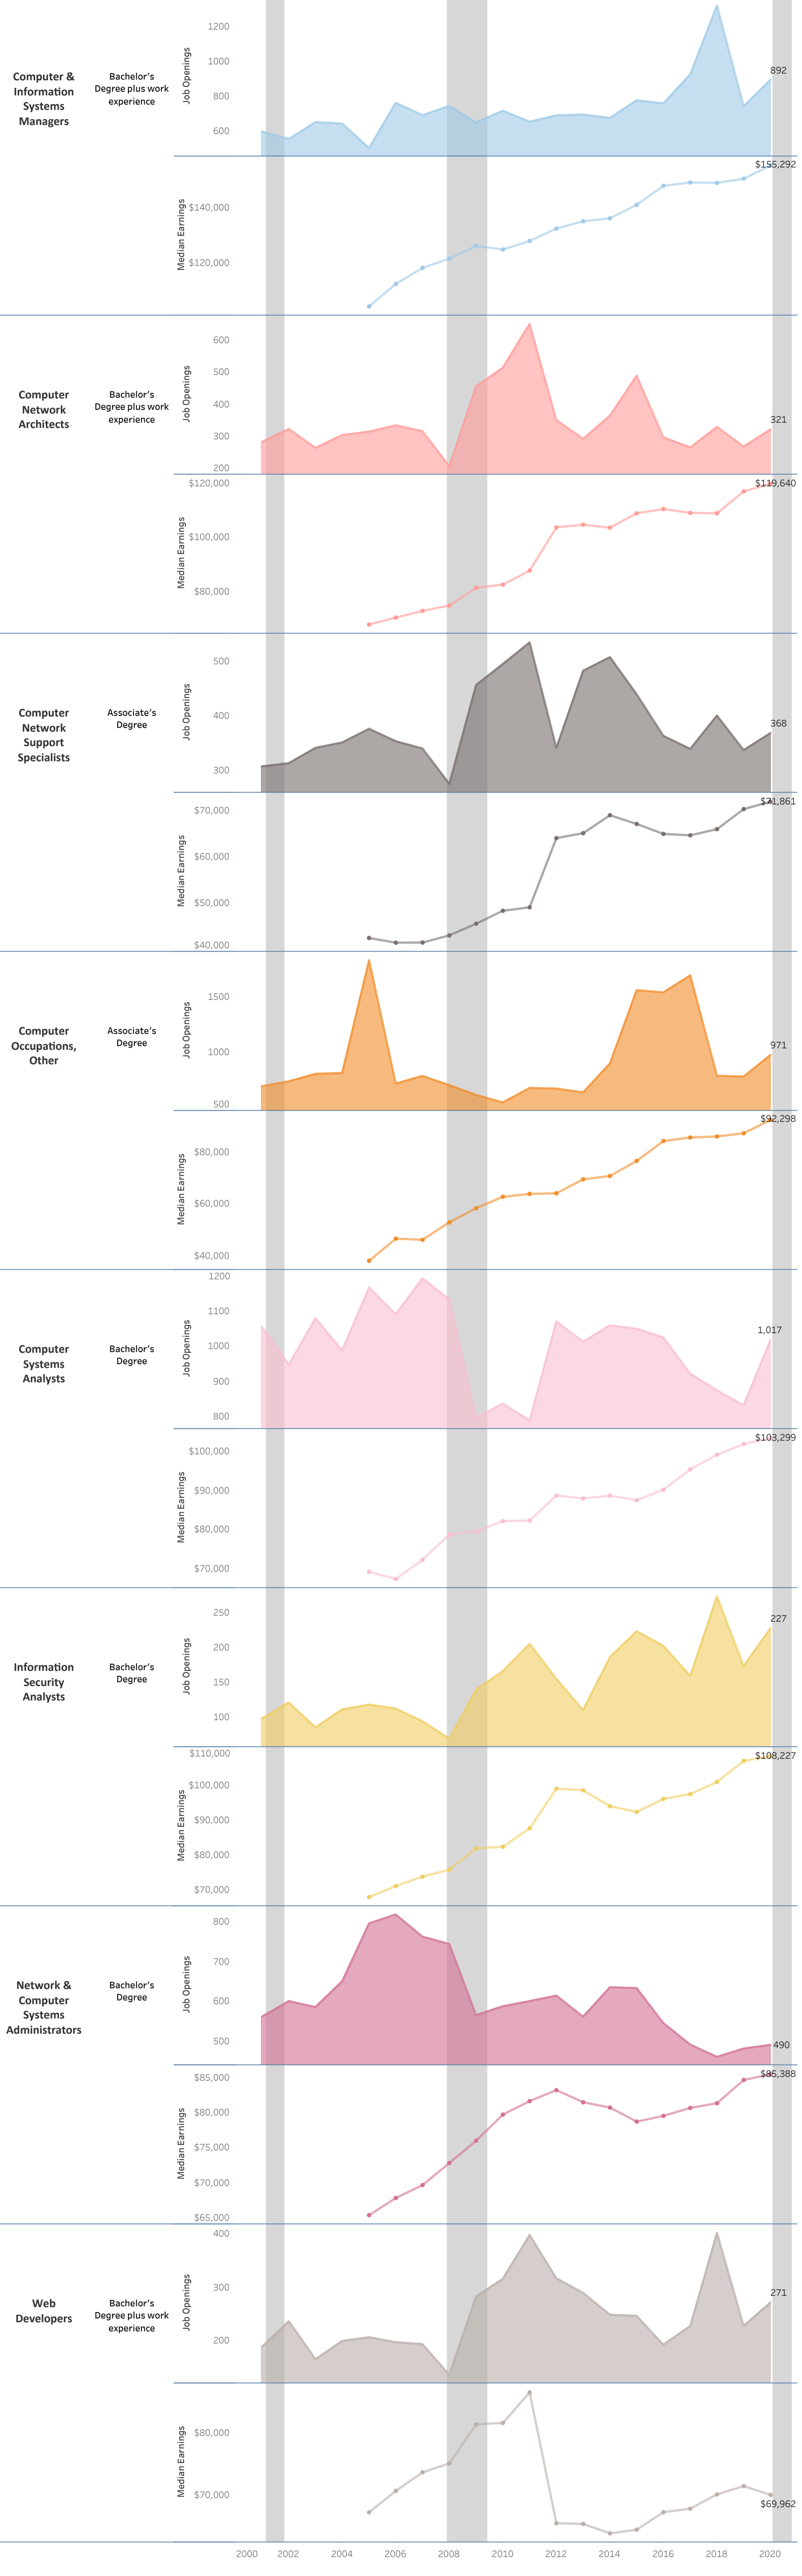 1200
1000
800
600
Job Openings
Computer &
Information
Systems
Managers
Bachelor's
Degree plus work
experience
892
$155,292
Median Earnings
$140,000
$120,000
600
500
400
300
200
Job Openings
Computer
Network
Architects
Bachelor's
Degree plus work
experience
321
$119,640
Median Earnings
$120,000
$100,000
$80,000
500
400
300
Job Openings
Computer
Network
Support
Specialists
Associate's
Degree
368
$71,861
Median Earnings
$70,000
$60,000
$50,000
$40,000
1500
1000
500
Job Openings
Computer
Occupations,
Other
Associate's
Degree
971
$92,298
Median Earnings
$80,000
$60,000
$40,000
1200
1100
1000
900
800
Job Openings
Computer
Systems
Analysts
Bachelor's
Degree
1,017
$103,299
Median Earnings
$100,000
$90,000
$80,000
$70,000
250
200
150
100
Job Openings
Information
Security
Analysts
Bachelor's
Degree
227
$108,227
Median Earnings
$110,000
$100,000
$90,000
$80,000
$70,000
800
700
600
500
Job Openings
Network &
Computer
Systems
Administrators
Bachelor's
Degree
490
$85,388
Median Earnings
$85,000
$80,000
$75,000
$70,000
$65,000
400
300
200
Job Openings
Web
Developers
Bachelor's
Degree plus work
experience
271
Median Earnings
$80,000
$70,000
$69,962
2000 2002 2004 2006 2008 2010 2012 2014 2016 2018 2020